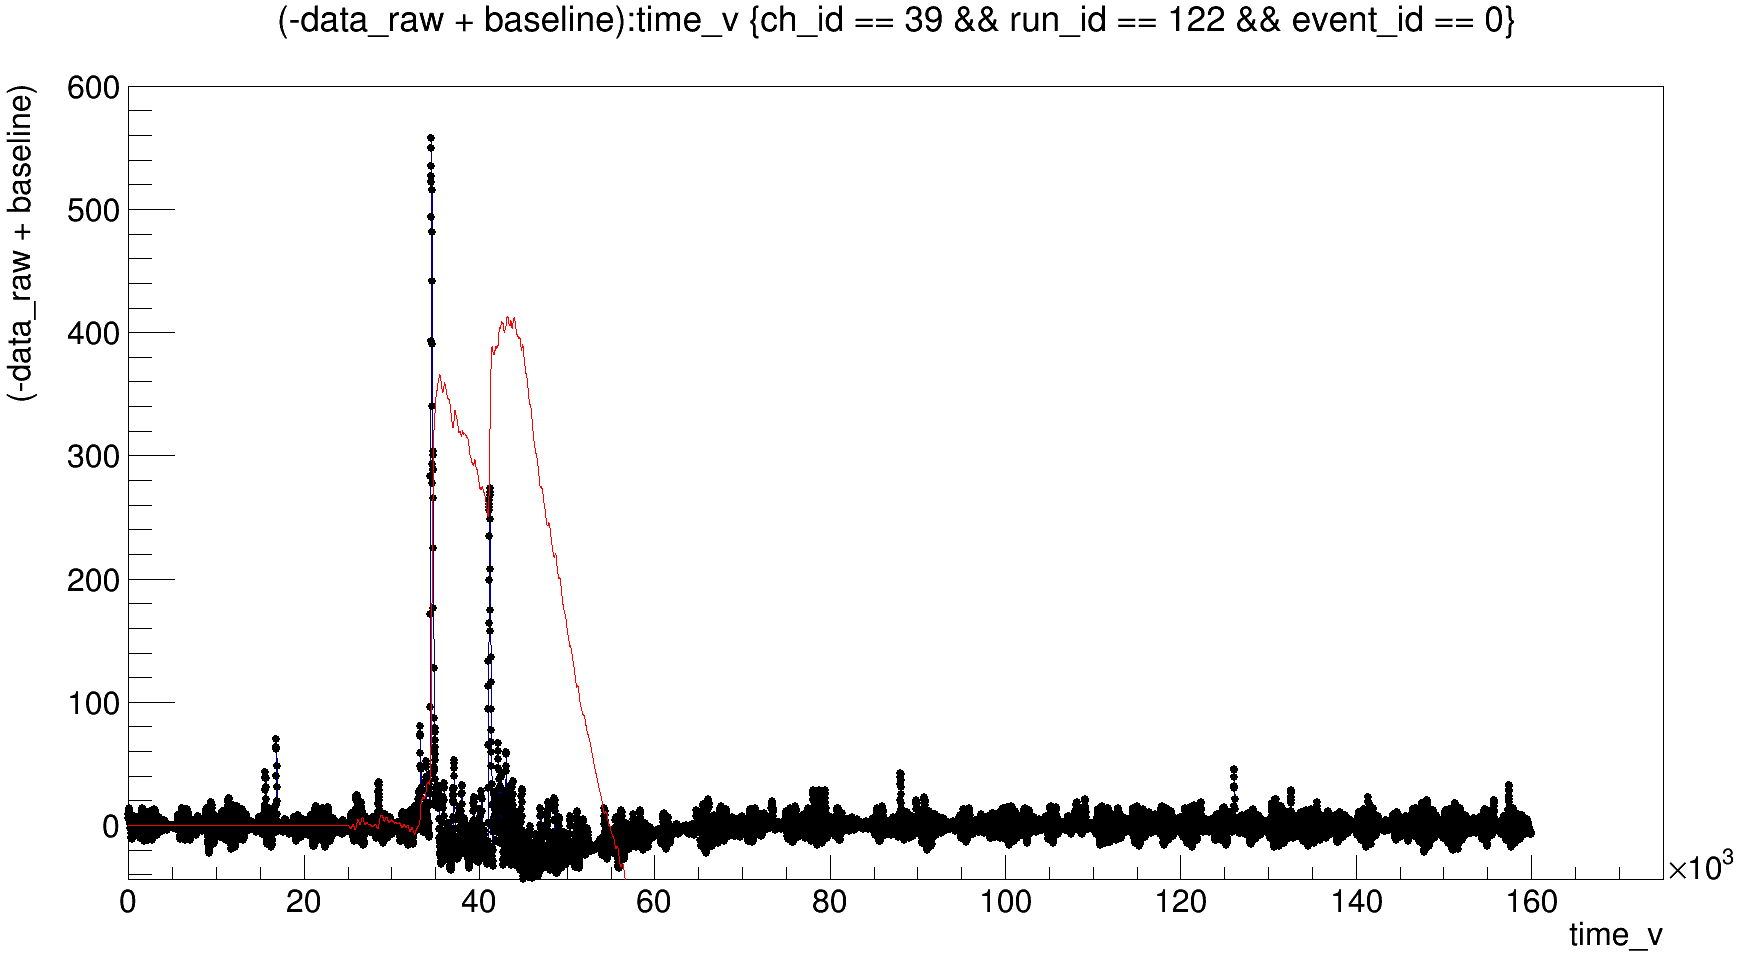 (-data_raw + baseline):time_v {ch_id == 39 && run_id == 122 && event_id == 0}
(-data_raw + baseline)
600
500
400
300
200
100
0
0 20 40 60 80 100 120 140 160
×10³
time_v